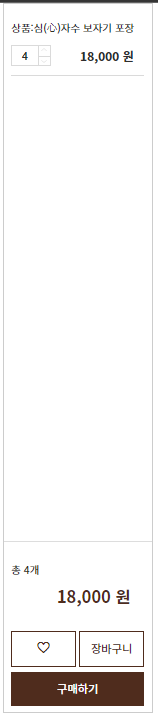 상품:심(心)자수 보자기 포장
4
18,000 원
총 4개
18,000 원
장바구니
구매하기